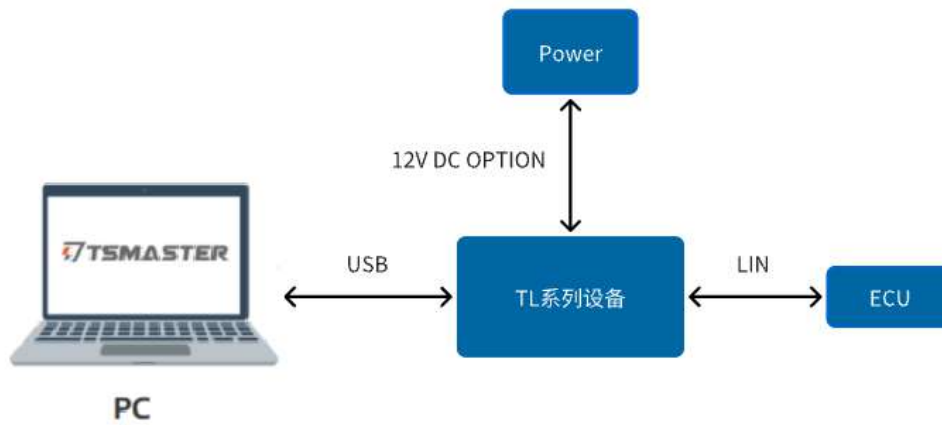 Power
12V DC OPTION
TSMASTER
USB
LIN
TL系列设备
ECU
PC